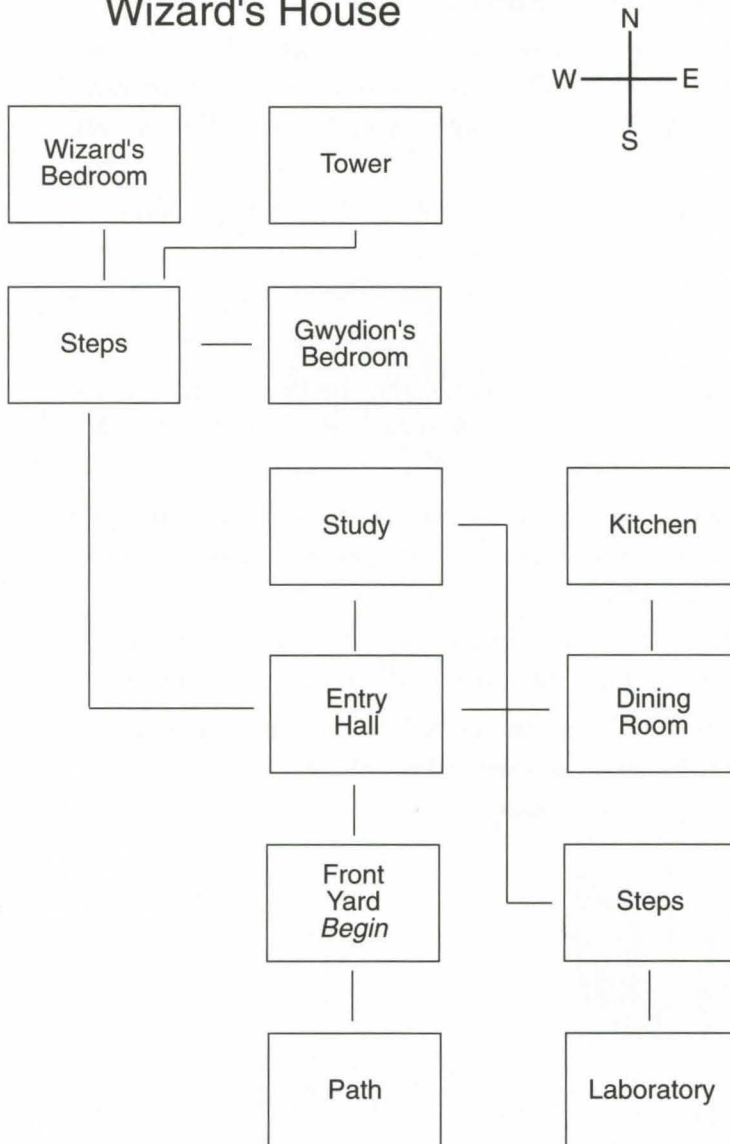 Wizard's House
N
W E
S
Wizard's
Bedroom
Tower
Steps
Gwydion's
Bedroom
Study
Kitchen
Entry
Hall
Dining
Room
Front
Yard
Begin
Steps
Path
Laboratory